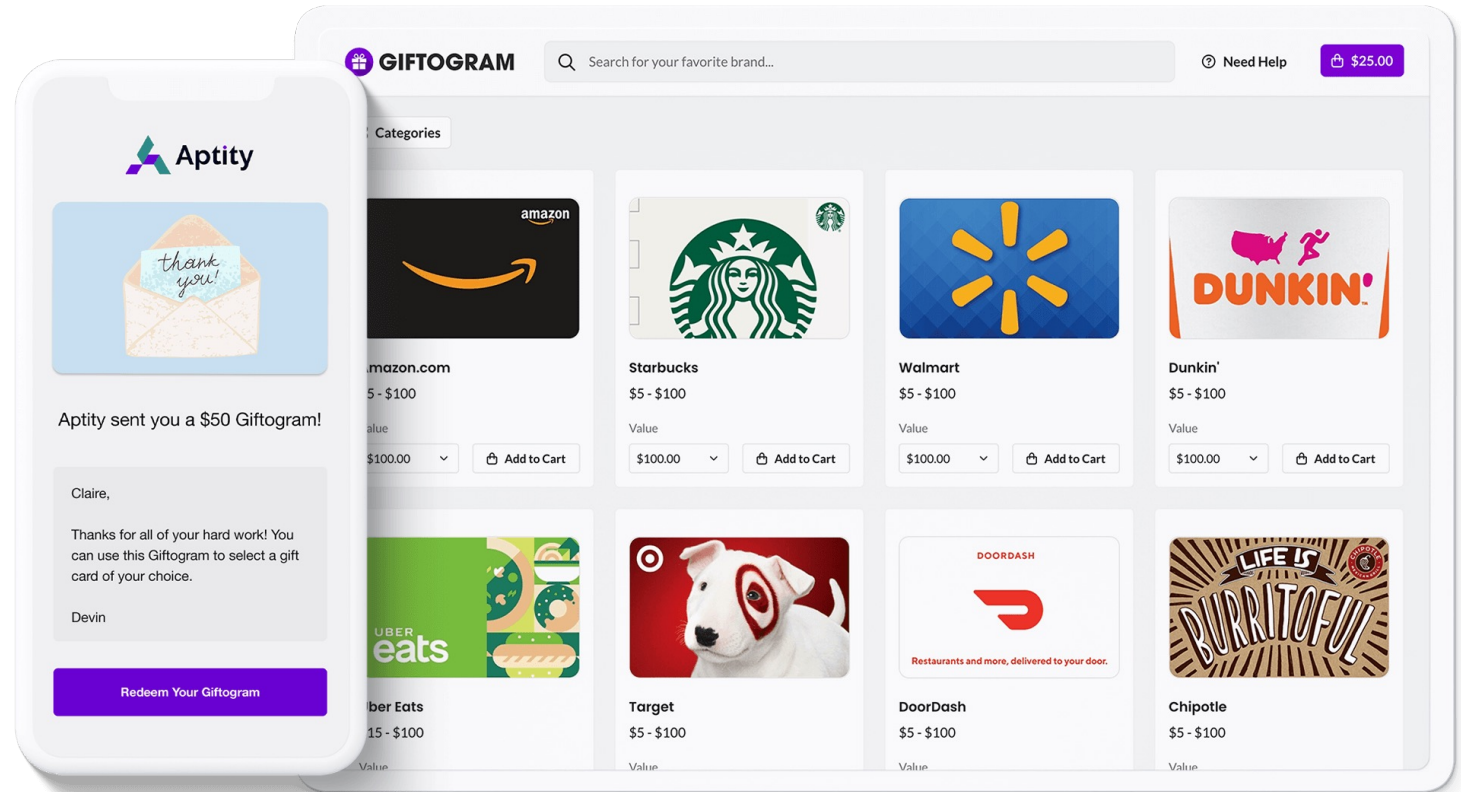 Aptity
thank
you!
Aptity sent you a $50 Giftogram!
Claire,
Thanks for all of your hard work! You
can use this Giftogram to select a gift
card of your choice.
Devin
Redeem Your Giftogram
GIFTOGRAM
Search for your favorite brand...
Need Help
$25.00
Categories
amazon
DUNKIN'
mazon.com
Starbucks
Walmart
Dunkin'
5 - $100
$5 - $100
$5 - $100
$5 - $100
alue
Value
Value
Value
$100.00
Add to Cart
$100.00
Add to Cart
$100.00
Add to Cart
$100.00
Add to Cart
UBER
eats
DOORDASH
Restaurants and more, delivered to your door.
LIFE IS
BURRITOFUL
CHIPOTLE
ber Eats
Target
DoorDash
Chipotle
15 - $100
$5 - $100
$5 - $100
$5 - $100
Value
Value
Value
Value